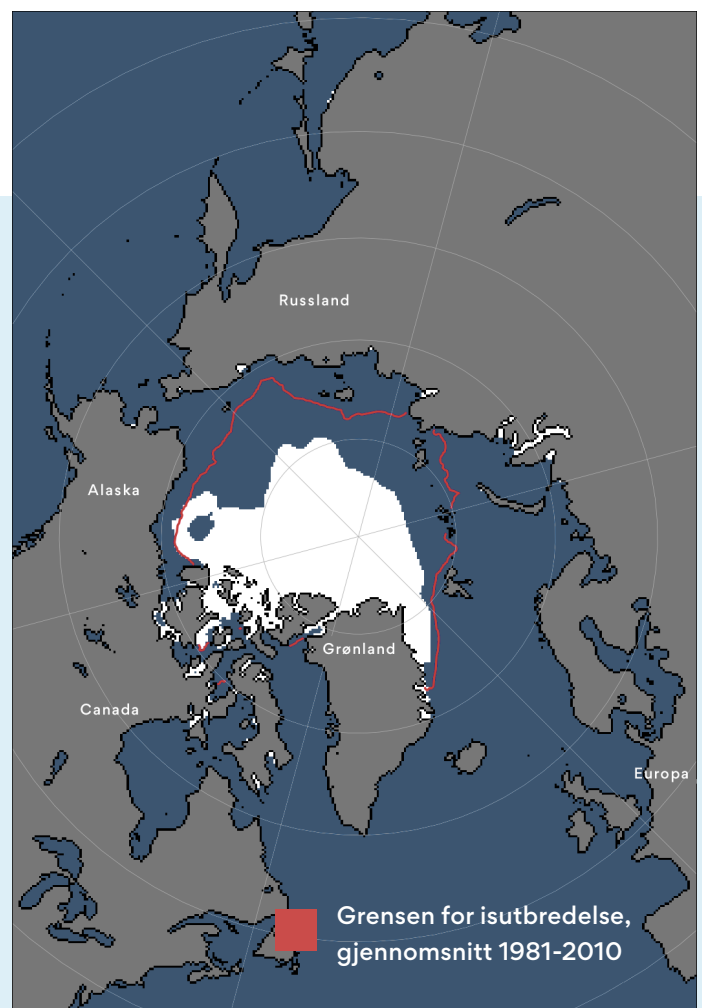 Russland
Alaska
Grønland
Canada
Europa
Grensen for isutbredelse,
gjennomsnitt 1981-2010